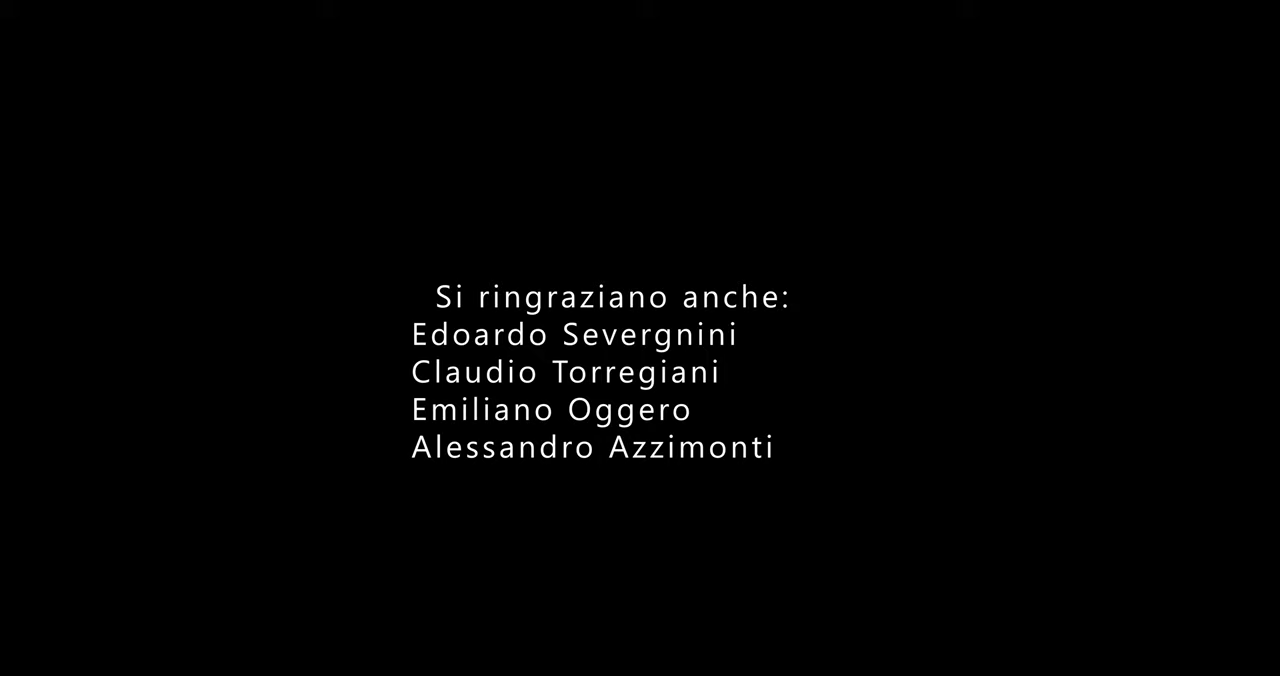 Si ringraziano anche:
Edoardo Severgnini
Claudio Torregiani
Emiliano Oggero
Alessandro Azzimonti